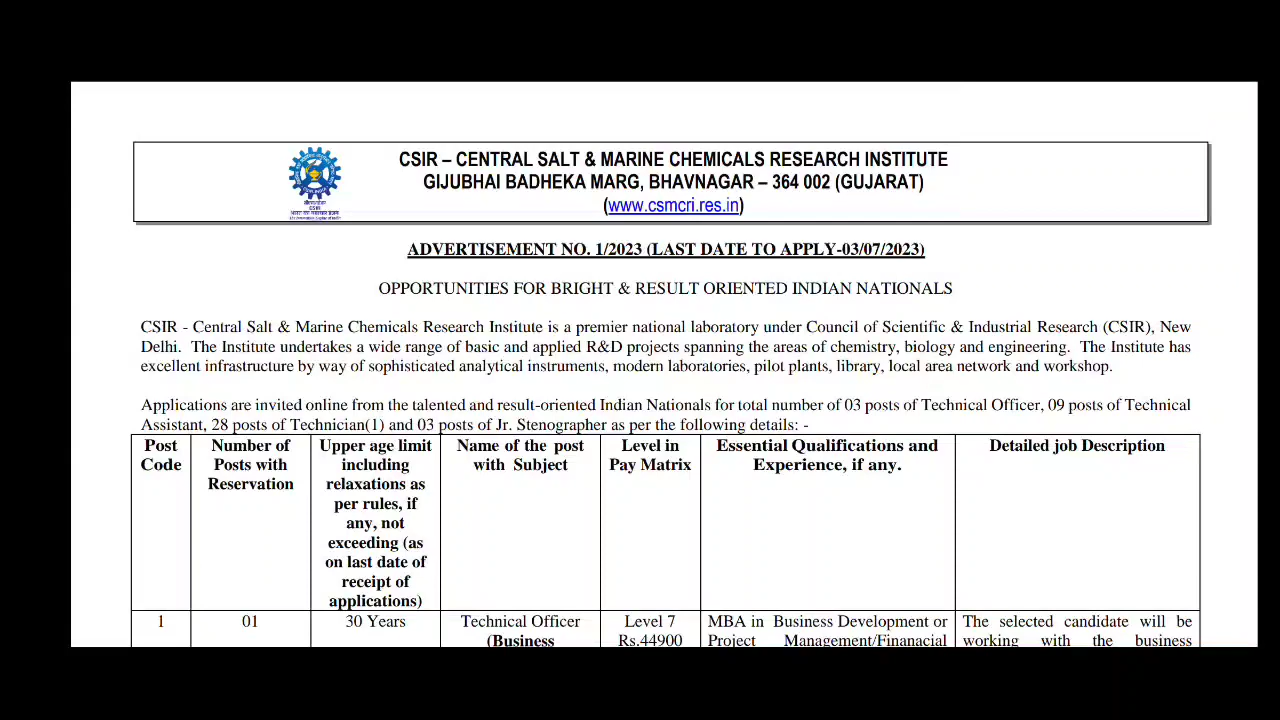 CSIR – CENTRAL SALT & MARINE CHEMICALS RESEARCH INSTITUTE
GIJUBHAI BADHEKA MARG, BHAVNAGAR – 364 002 (GUJARAT)
(www.csmcri.res.in)
ADVERTISEMENT NO. 1/2023 (LAST DATE TO APPLY-03/07/2023)
OPPORTUNITIES FOR BRIGHT & RESULT ORIENTED INDIAN NATIONALS
CSIR - Central Salt & Marine Chemicals Research Institute is a premier national laboratory under Council of Scientific & Industrial Research (CSIR), New
Delhi. The Institute undertakes a wide range of basic and applied R&D projects spanning the areas of chemistry, biology and engineering. The Institute has
excellent infrastructure by way of sophisticated analytical instruments, modern laboratories, pilot plants, library, local area network and workshop.
Applications are invited online from the talented and result-oriented Indian Nationals for total number of 03 posts of Technical Officer, 09 posts of Technical
Assistant, 28 posts of Technician(1) and 03 posts of Jr. Stenographer as per the following details: -
Post
Code
Number of
Posts with
Reservation
Upper age limit
including
relaxations as
per rules, if
any, not
exceeding (as
on last date of
receipt of
applications)
Name of the post
with Subject
Level in
Pay Matrix
Essential Qualifications and
Experience, if any.
Detailed job Description
1
01
30 Years
Technical Officer
(Business
Level 7
Rs.44900
MBA in Business Development or
Project Management/Finanacial
The selected candidate will be
working with the business